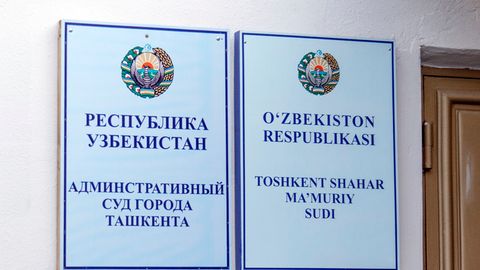 РЕСПУБЛИКА
УЗБЕКИСТАН
АДМИНСТРАТИВНЫЙ
СУД ГОРОДА
ТАШКЕНТА
O‘ZBEKISTON
RESPUBLIKASI
TOSHKENT SHAHAR
MA’MURIY
SUDI